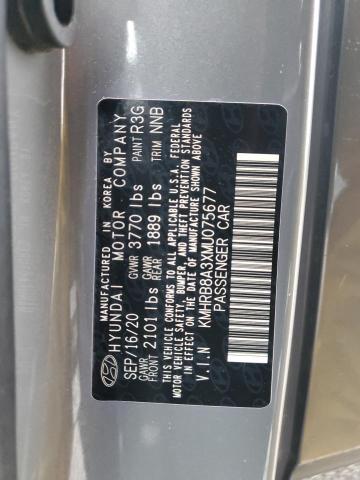 MANUFACTURED IN KOREA BY
HYUNDAI MOTOR COMPANY
SEP/16/20 GVWR 3770 lbs PAINT R3G
GAWR FRONT 2101 lbs GAWR REAR 1889 lbs TRIM NNB
THIS VEHICLE CONFORMS TO ALL APPLICABLE U.S.A. FEDERAL
MOTOR VEHICLE SAFETY, BUMPER, AND THEFT PREVENTION STANDARDS
IN EFFECT ON THE DATE OF MANUFACTURE SHOWN ABOVE.
V.I.N KMHRB8A3XMU075677
PASSENGER CAR